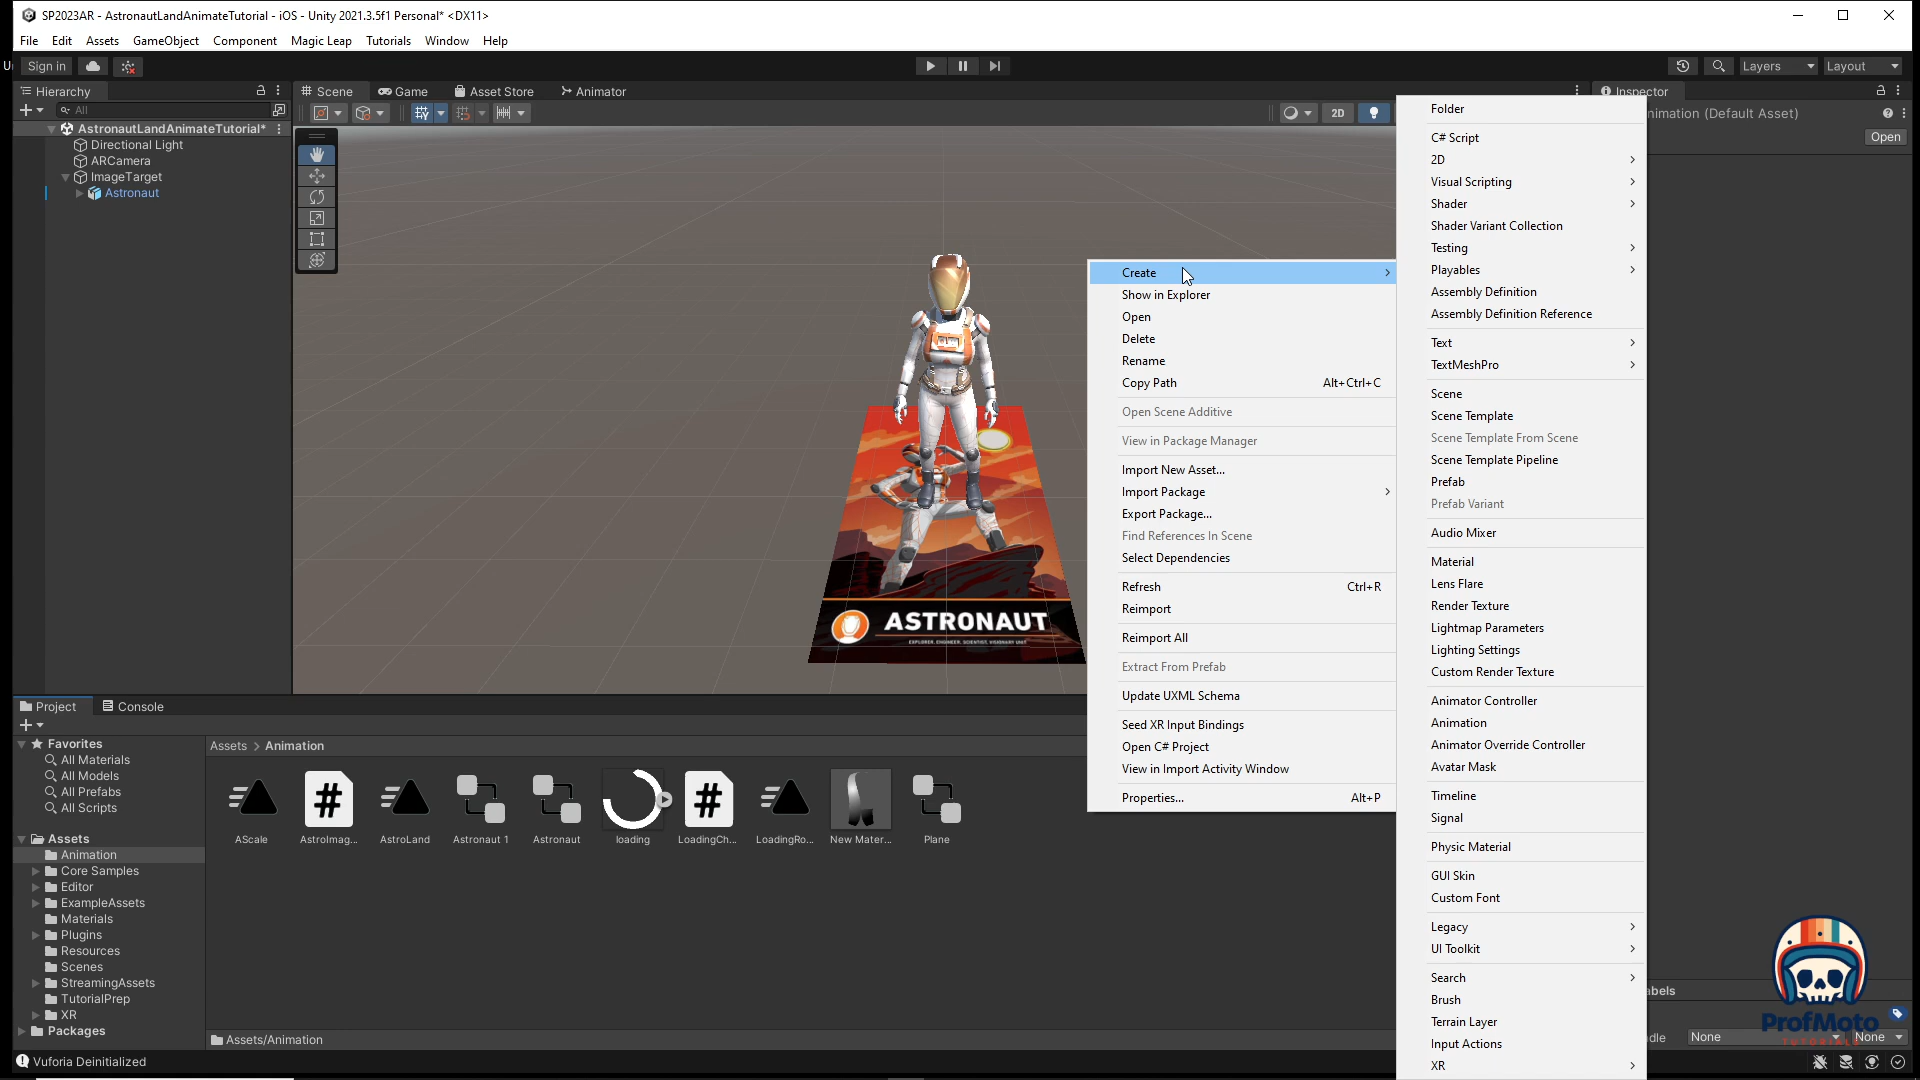 SP2023AR - AstronautLandAnimateTutorial - iOS - Unity 2021.3.5f1 Personal* <DX11>
File Edit Assets GameObject Component Magic Leap Tutorials Window Help
Sign in
Layers
Layout
Hierarchy
All
AstronautLandAnimateTutorial*
Directional Light
ARCamera
ImageTarget
Astronaut
Scene
Game
Asset Store
Animator
2D
Inspector
nimation (Default Asset)
Open
Create
Show in Explorer
Open
Delete
Rename
Copy Path Alt+Ctrl+C
Open Scene Additive
View in Package Manager
Import New Asset...
Import Package
Export Package...
Find References In Scene
Select Dependencies
Refresh Ctrl+R
Reimport
Reimport All
Extract From Prefab
Update UXML Schema
Seed XR Input Bindings
Open C# Project
View in Import Activity Window
Properties... Alt+P
Folder
C# Script
2D
Visual Scripting
Shader
Shader Variant Collection
Testing
Playables
Assembly Definition
Assembly Definition Reference
Text
TextMeshPro
Scene
Scene Template
Scene Template From Scene
Scene Template Pipeline
Prefab
Prefab Variant
Audio Mixer
Material
Lens Flare
Render Texture
Lightmap Parameters
Lighting Settings
Custom Render Texture
Animator Controller
Animation
Animator Override Controller
Avatar Mask
Timeline
Signal
Physic Material
GUI Skin
Custom Font
Legacy
UI Toolkit
Search
Brush
Terrain Layer
Input Actions
XR
ASTRONAUT
EXPLORER, ENGINEER, SCIENTIST, VISIONARY
Project
Console
Favorites
All Materials
All Models
All Prefabs
All Scripts
Assets
Animation
Core Samples
Editor
ExampleAssets
Materials
Plugins
Resources
Scenes
StreamingAssets
TutorialPrep
XR
Packages
Assets > Animation
AScale
AstroImag...
AstroLand
Astronaut 1
Astronaut
loading
LoadingCh...
LoadingRo...
New Mater...
Plane
Assets/Animation
Vuforia Deinitialized
abels
dle
None
None
ProfMoto
TUTORIALS